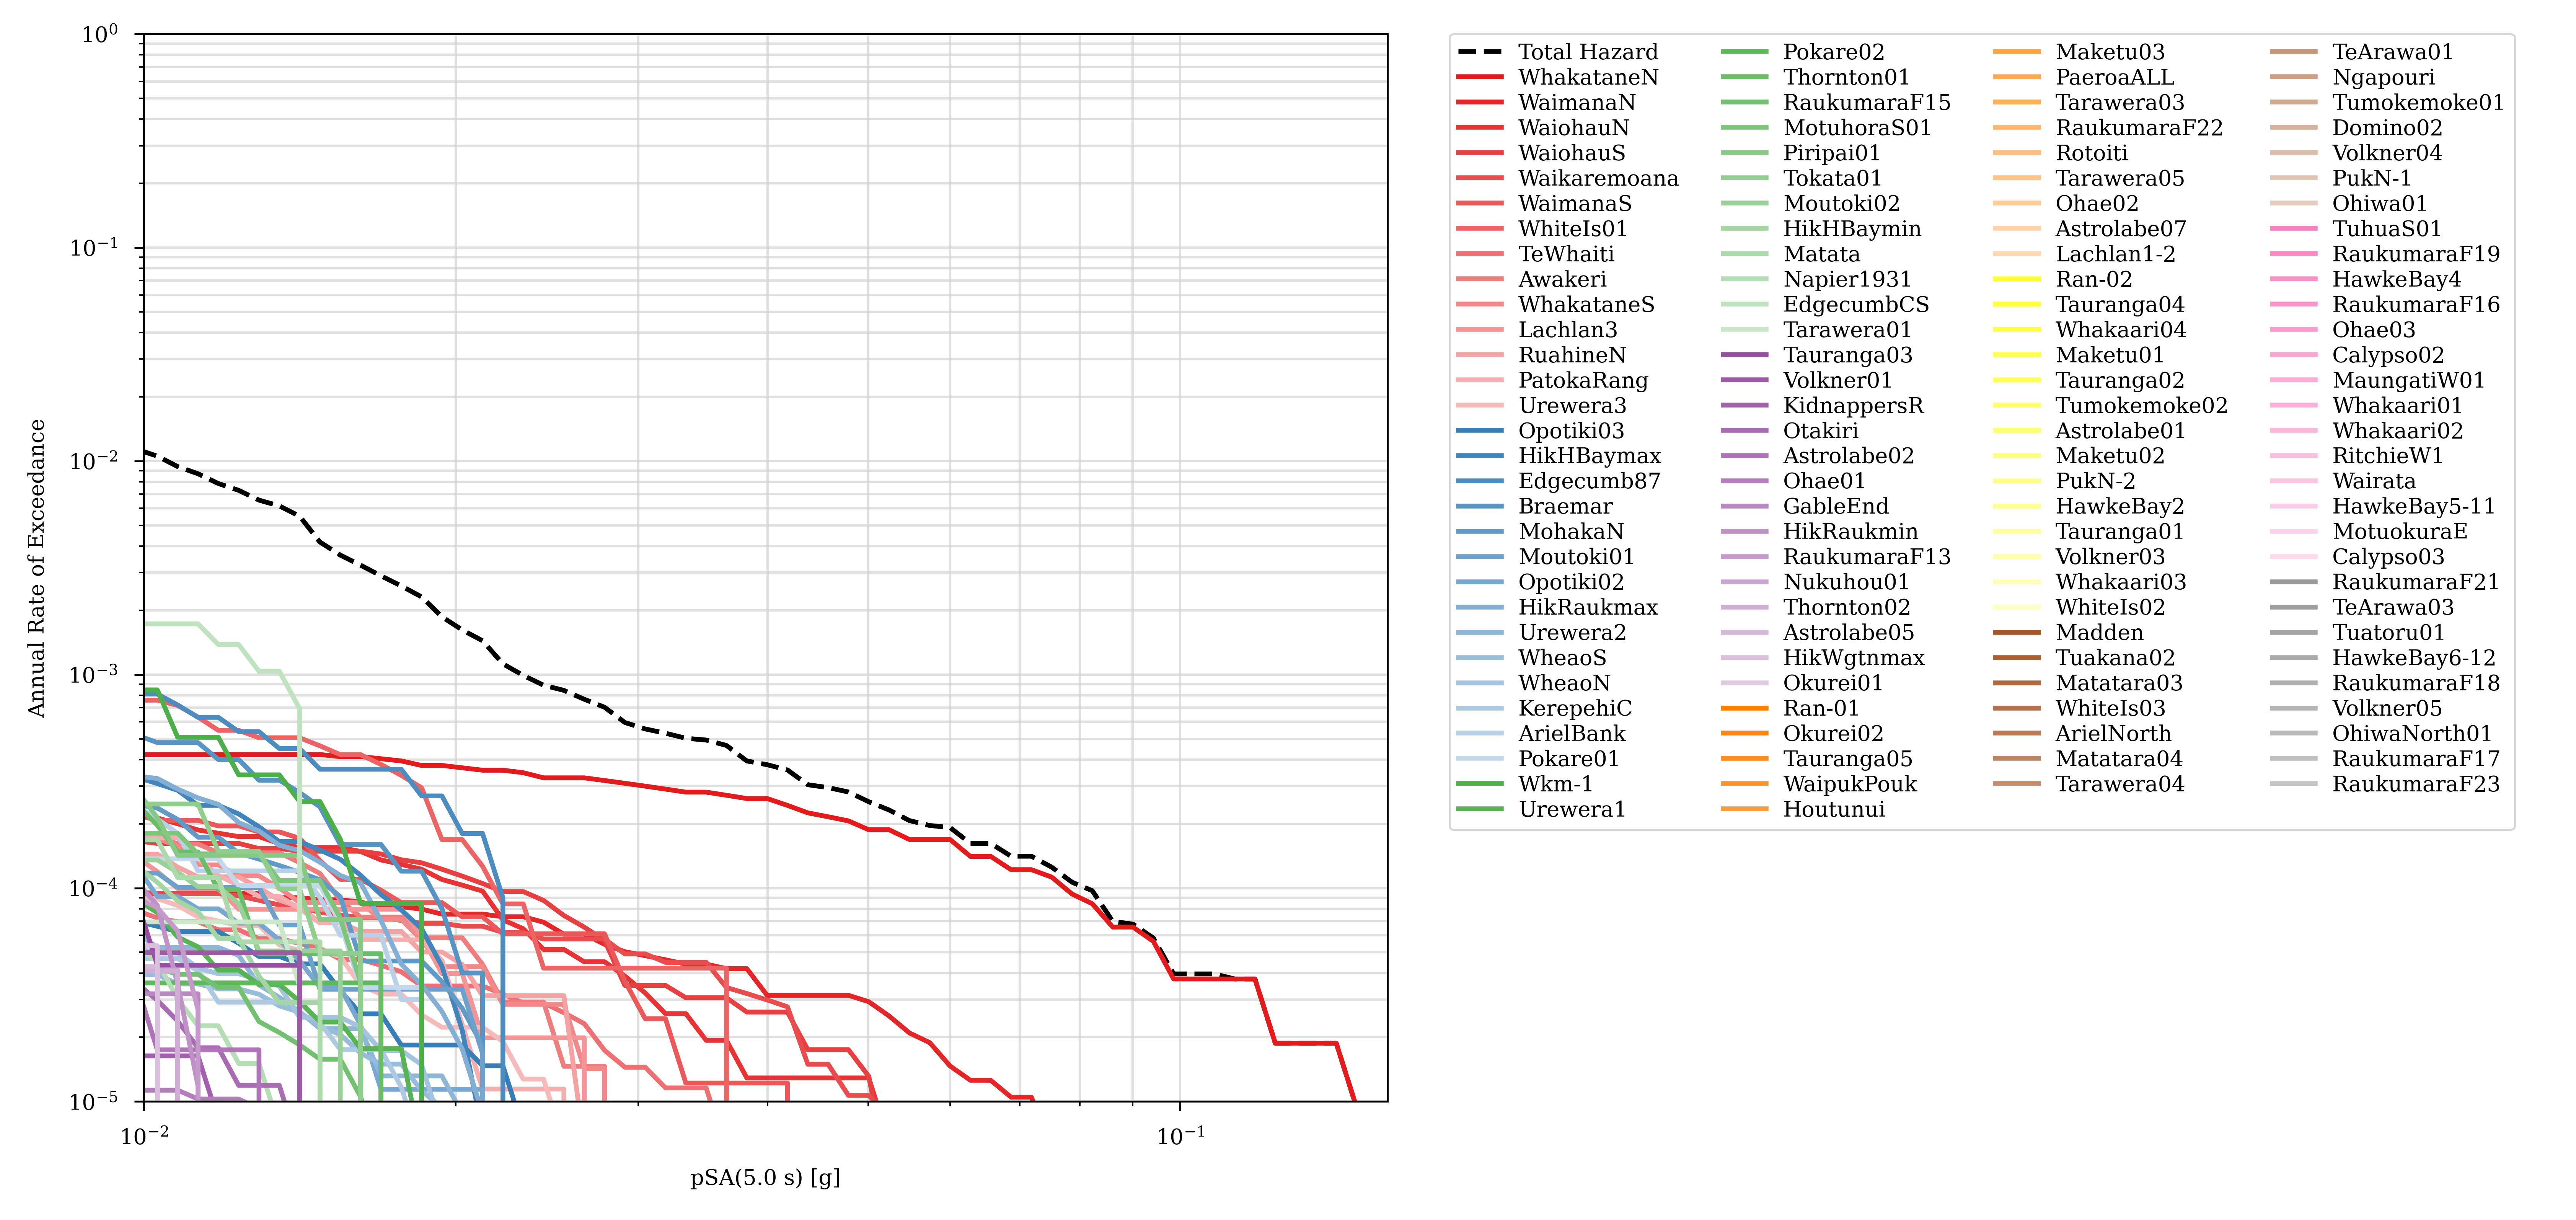 10⁰
10⁻¹
10⁻²
10⁻³
10⁻⁴
10⁻⁵
Annual Rate of Exceedance
10⁻²
10⁻¹
pSA(5.0 s) [g]
Total Hazard
WhakataneN
WaimanaN
WaiohauN
WaiohauS
Waikaremoana
WaimanaS
WhiteIs01
TeWhaiti
Awakeri
WhakataneS
Lachlan3
RuahineN
PatokaRang
Urewera3
Opotiki03
HikHBaymax
Edgecumb87
Braemar
MohakaN
Moutoki01
Opotiki02
HikRaukmax
Urewera2
WheaoS
WheaoN
KerepehiC
ArielBank
Pokare01
Wkm-1
Urewera1
Pokare02
Thornton01
RaukumaraF15
MotuhoraS01
Piripai01
Tokata01
Moutoki02
HikHBaymin
Matata
Napier1931
EdgecumbCS
Tarawera01
Tauranga03
Volkner01
KidnappersR
Otakiri
Astrolabe02
Ohae01
GableEnd
HikRaukmin
RaukumaraF13
Nukuhou01
Thornton02
Astrolabe05
HikWgtnmax
Okurei01
Ran-01
Okurei02
Tauranga05
WaipukPouk
Houtunui
Maketu03
PaeroaALL
Tarawera03
RaukumaraF22
Rotoiti
Tarawera05
Ohae02
Astrolabe07
Lachlan1-2
Ran-02
Tauranga04
Whakaari04
Maketu01
Tauranga02
Tumokemoke02
Astrolabe01
Maketu02
PukN-2
HawkeBay2
Tauranga01
Volkner03
Whakaari03
WhiteIs02
Madden
Tuakana02
Matatara03
WhiteIs03
ArielNorth
Matatara04
Tarawera04
TeArawa01
Ngapouri
Tumokemoke01
Domino02
Volkner04
PukN-1
Ohiwa01
TuhuaS01
RaukumaraF19
HawkeBay4
RaukumaraF16
Ohae03
Calypso02
MaungatiW01
Whakaari01
Whakaari02
RitchieW1
Wairata
HawkeBay5-11
MotuokuraE
Calypso03
RaukumaraF21
TeArawa03
Tuatoru01
HawkeBay6-12
RaukumaraF18
Volkner05
OhiwaNorth01
RaukumaraF17
RaukumaraF23